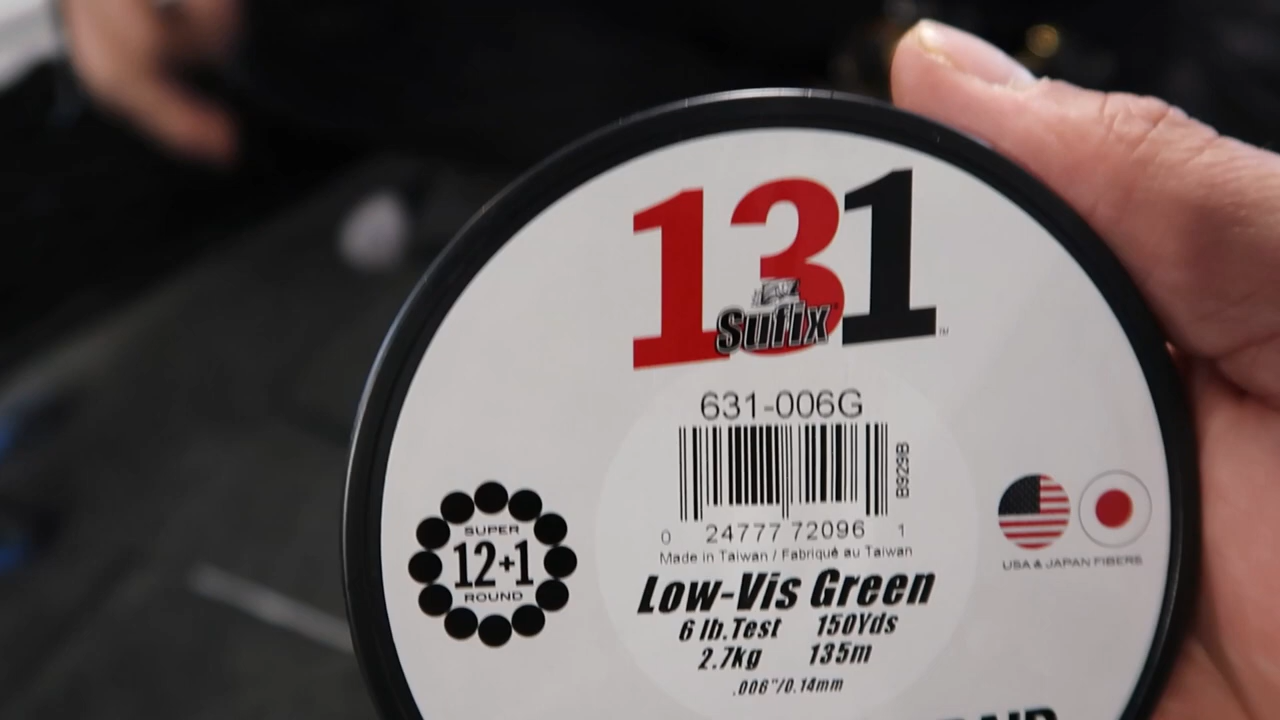 131
Sufix
™
631-006G
B929B
0 24777 72096 1
Made in Taiwan / Fabriqué au Taiwan
SUPER
12+1
ROUND
USA & JAPAN FIBERS
Low-Vis Green
6 lb.Test 150Yds
2.7kg 135m
.006"/0.14mm